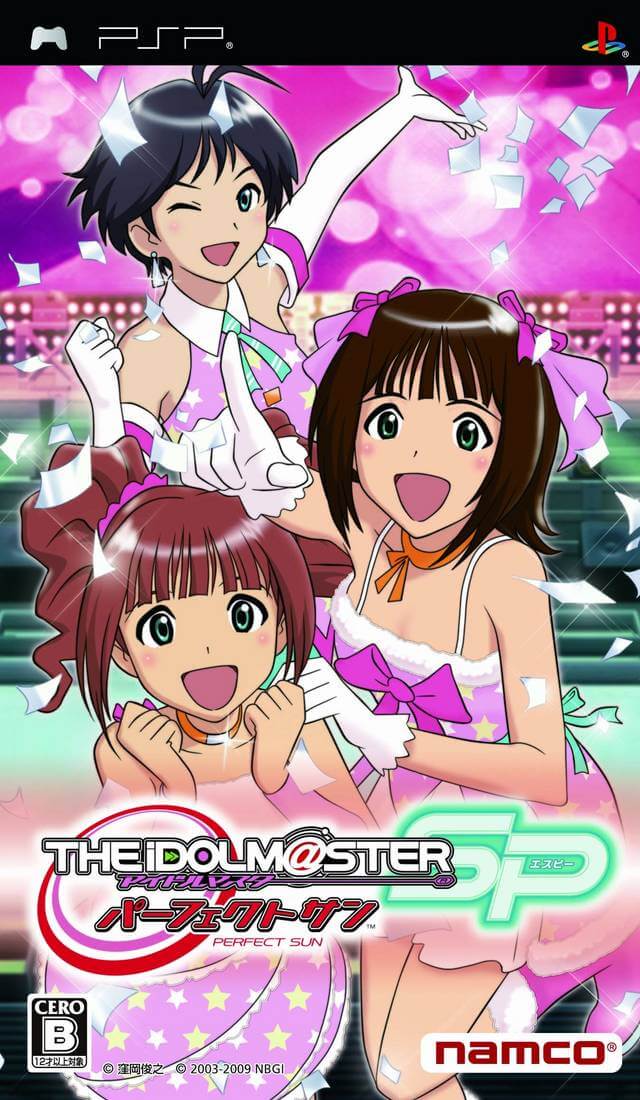 PSP®
®
THE iDOLM@STER
アイドルマスター
SP
エスピー
パーフェクトサン™
PERFECT SUN
CERO
B
12才以上対象
© 窪岡俊之 © 2003-2009 NBGI
namco®